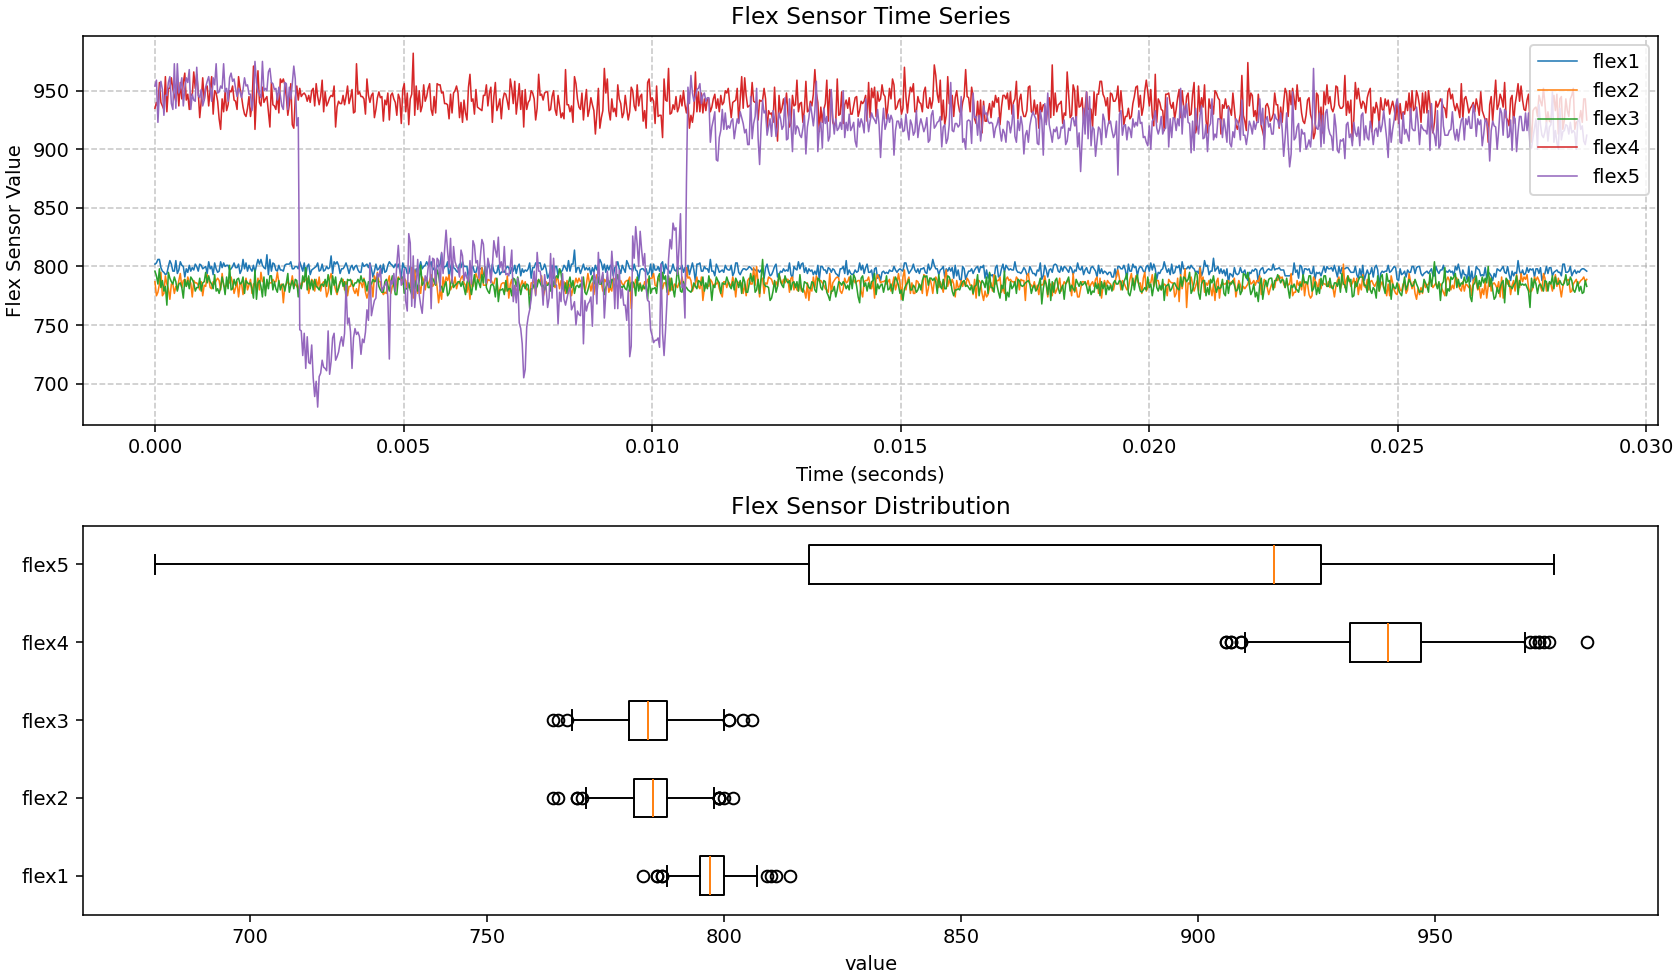 Flex Sensor Time Series
Flex Sensor Value
950
900
850
800
750
700
flex1
flex2
flex3
flex4
flex5
0.000 0.005 0.010 0.015 0.020 0.025 0.030
Time (seconds)
Flex Sensor Distribution
flex5
flex4
flex3
flex2
flex1
700 750 800 850 900 950
value